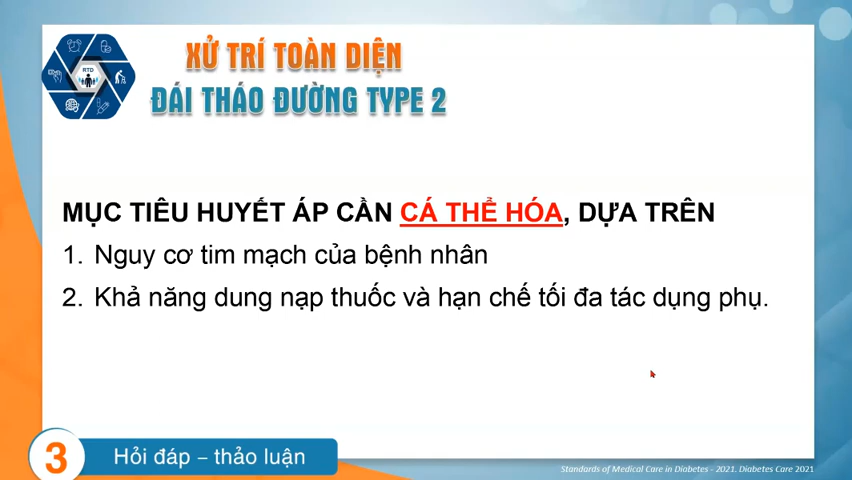 RTD
XỬ TRÍ TOÀN DIỆN
ĐÁI THÁO ĐƯỜNG TYPE 2
MỤC TIÊU HUYẾT ÁP CẦN CÁ THỂ HÓA, DỰA TRÊN
1. Nguy cơ tim mạch của bệnh nhân
2. Khả năng dung nạp thuốc và hạn chế tối đa tác dụng phụ.
3 Hỏi đáp – thảo luận
Standards of Medical Care in Diabetes - 2021. Diabetes Care 2021